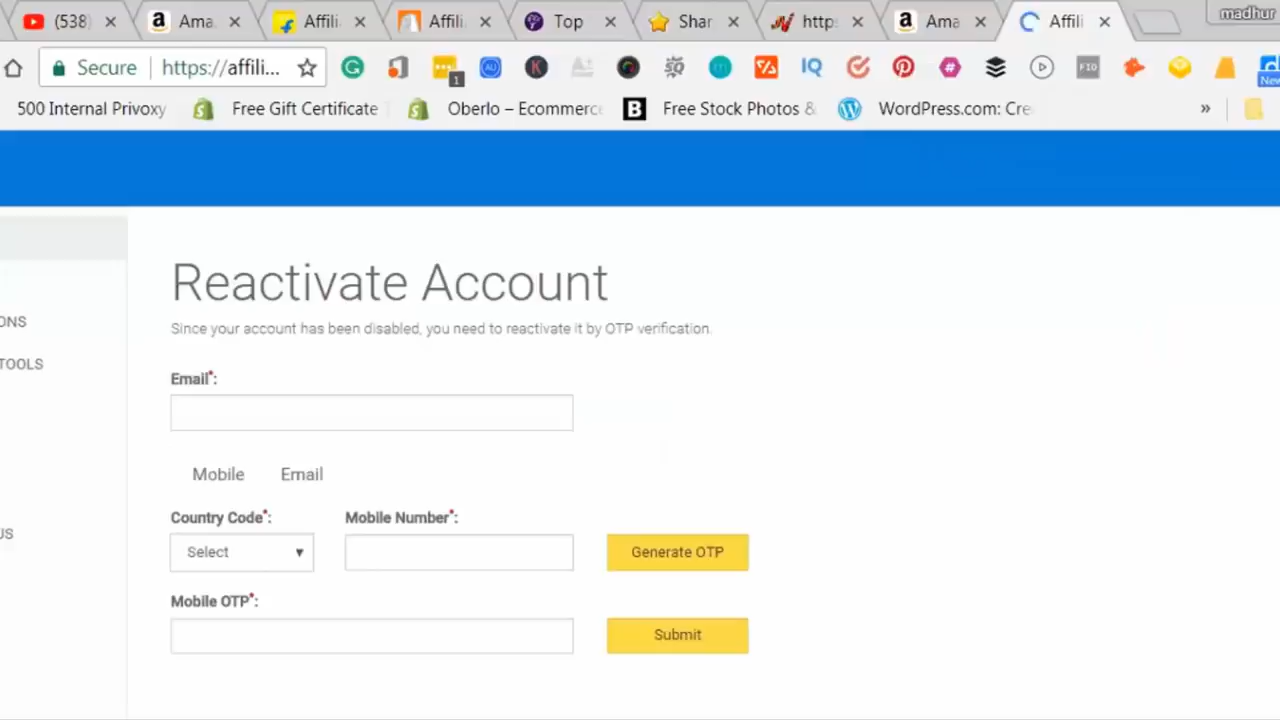 (538) Ama Affili Affili Top Shar http: Ama Affili madhur
Secure https://affili... 1 New
500 Internal Privoxy Free Gift Certificate Oberlo – Ecommerc Free Stock Photos & WordPress.com: Cre »
Reactivate Account
Since your account has been disabled, you need to reactivate it by OTP verification.
ONS
TOOLS
Email*:
Mobile Email
US
Country Code*: Mobile Number*:
Select Generate OTP
Mobile OTP*:
Submit